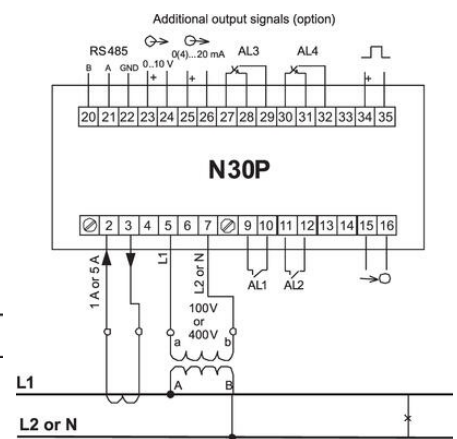 Additional output signals (option)
RS485 0(4)...20 mA AL3 AL4
B A GND 0..10 V
+ + +
20 21 22 23 24 25 26 27 28 29 30 31 32 33 34 35
N30P
2 3 4 5 6 7 9 10 11 12 13 14 15 16
1 A or 5 A
L1
L2 or N
AL1 AL2
100V
or
400V
a b
A B
L1
L2 or N